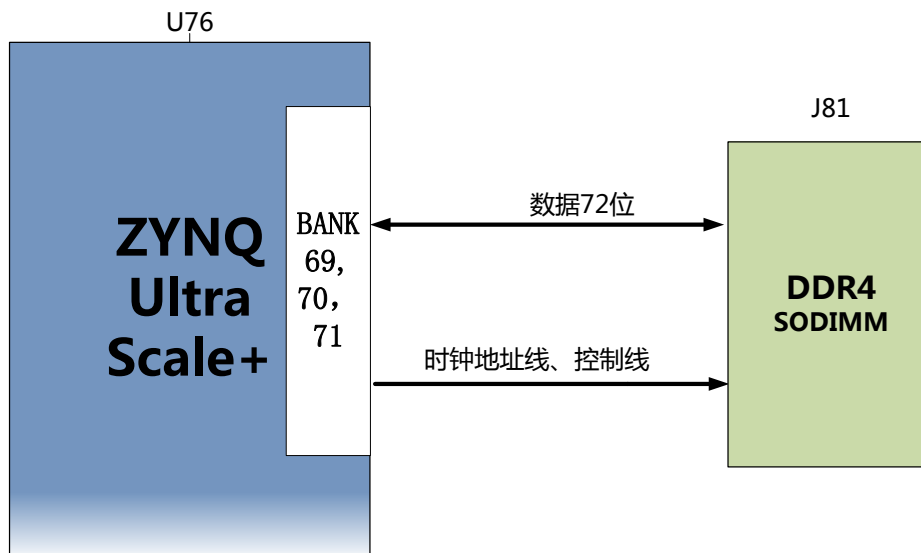 U76
J81
ZYNQ
Ultra
Scale+
BANK
69,
70，
71
数据72位
时钟地址线、控制线
DDR4
SODIMM